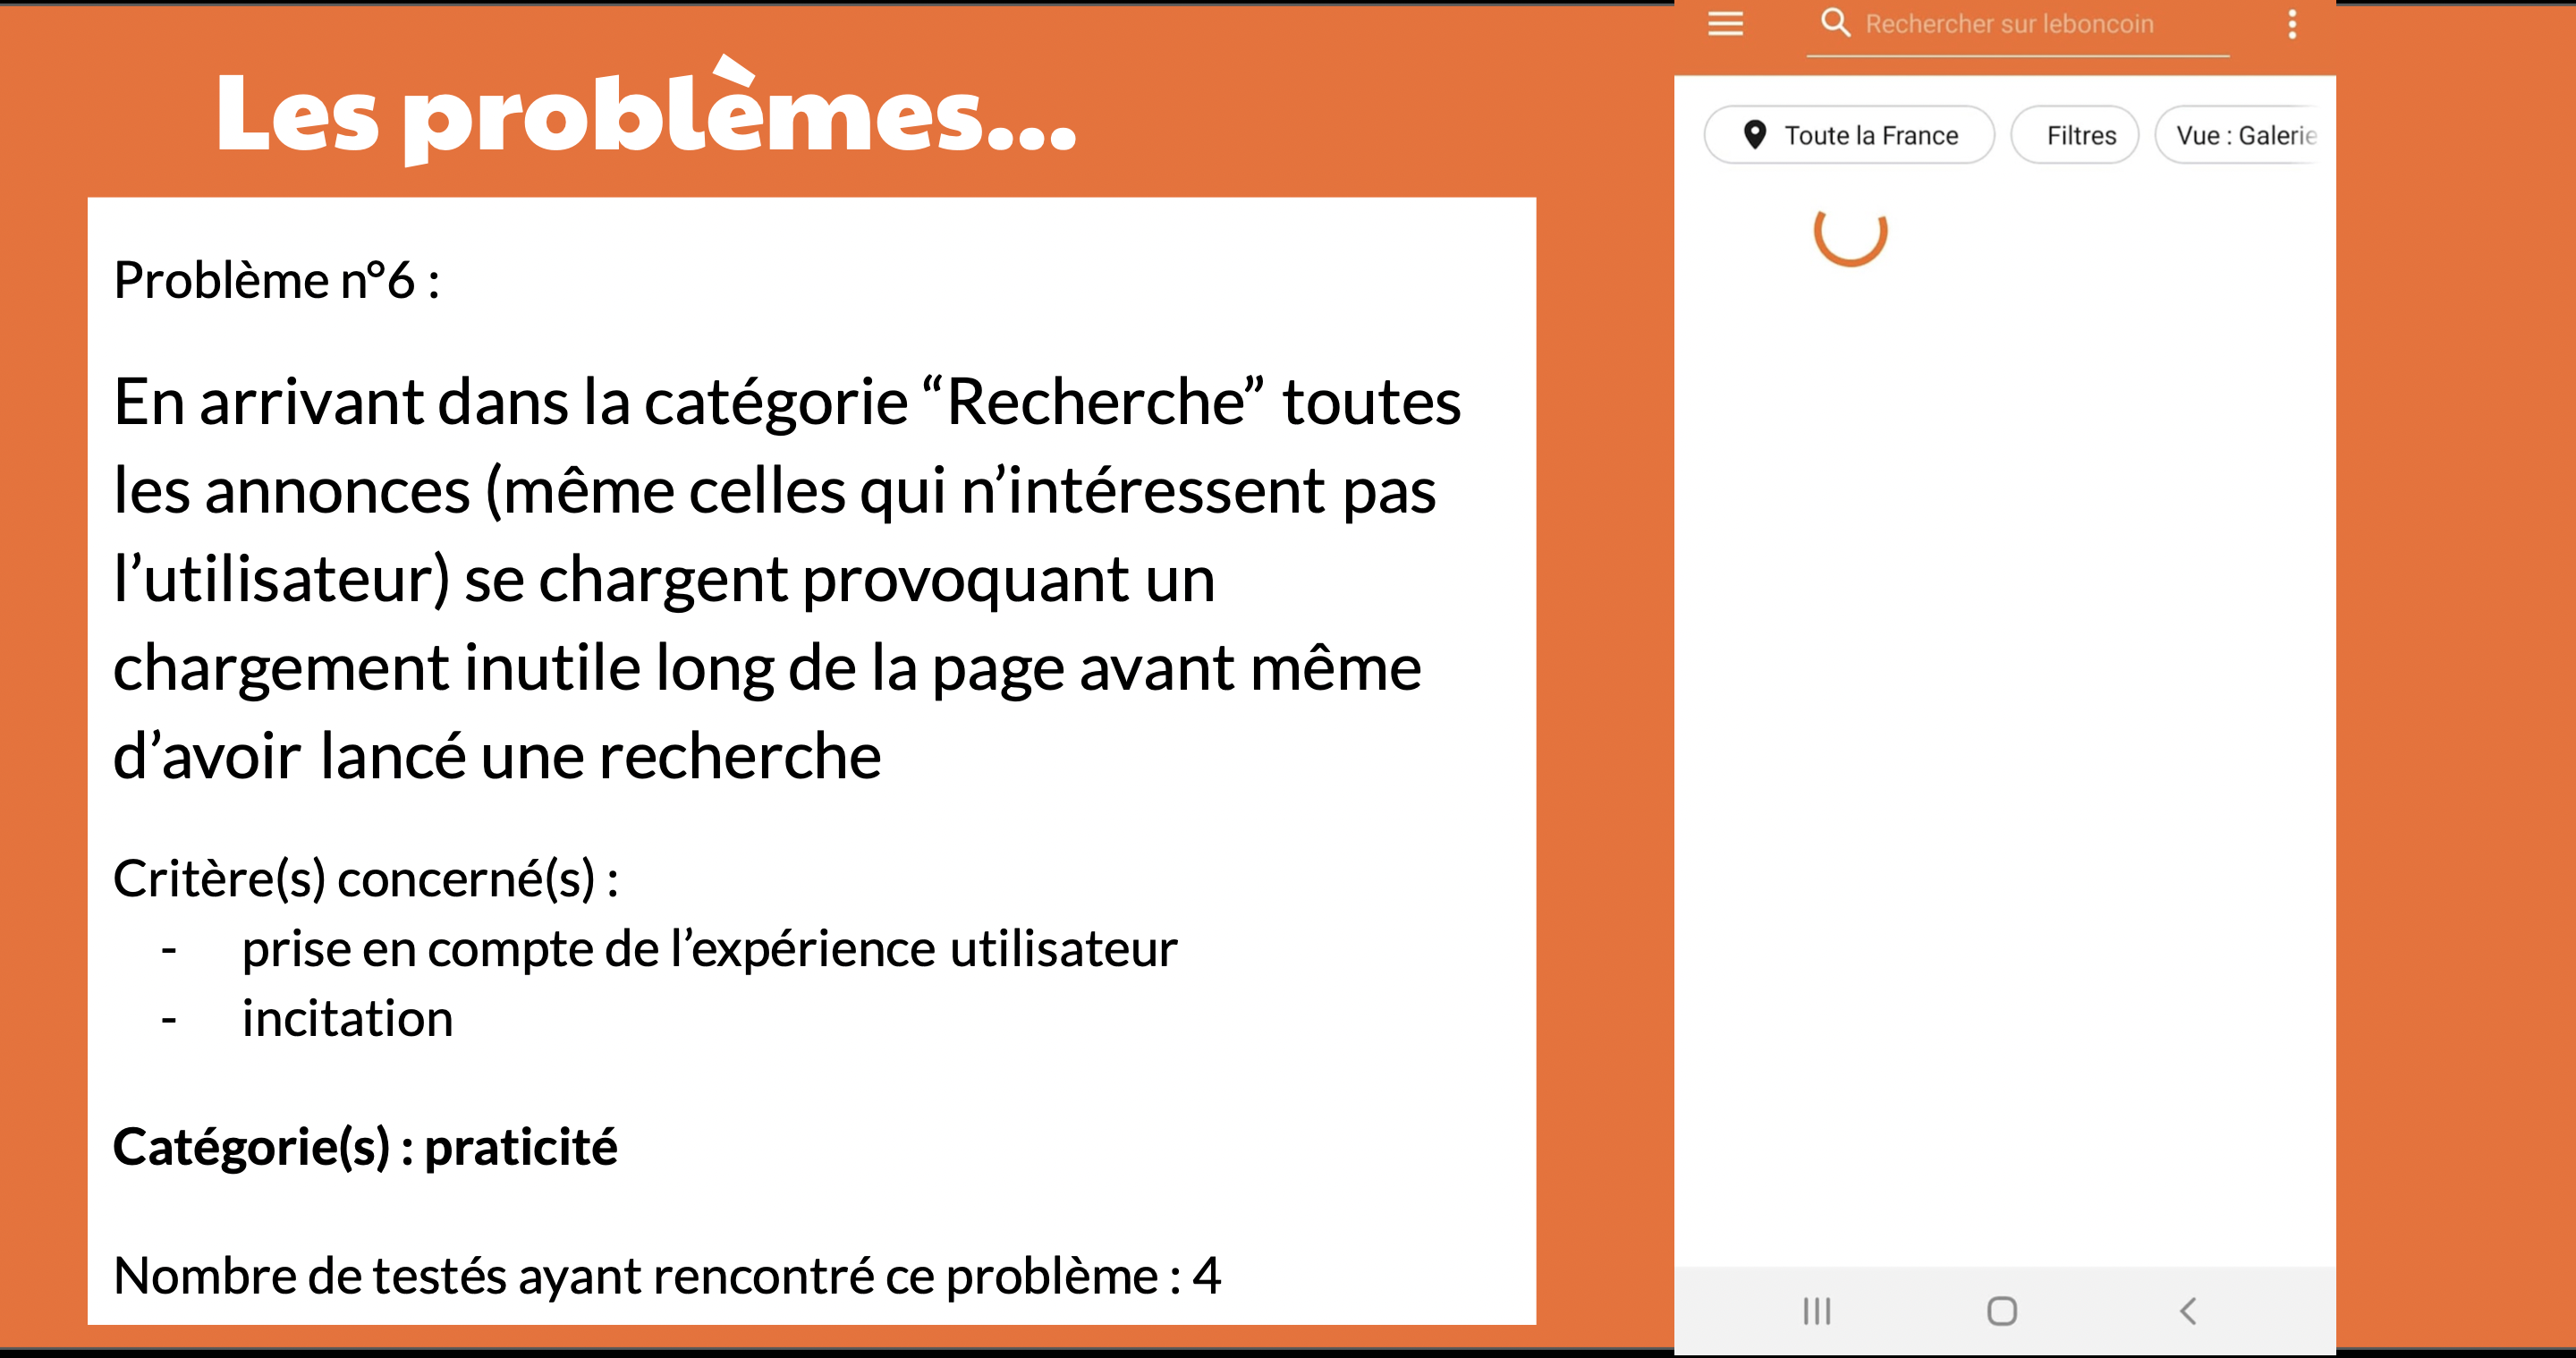 Les problèmes...
Problème n°6 :
En arrivant dans la catégorie “Recherche” toutes
les annonces (même celles qui n’intéressent pas
l’utilisateur) se chargent provoquant un
chargement inutile long de la page avant même
d’avoir lancé une recherche
Critère(s) concerné(s) :
- prise en compte de l’expérience utilisateur
- incitation
Catégorie(s) : praticité
Nombre de testés ayant rencontré ce problème : 4
Rechercher sur leboncoin
Toute la France
Filtres
Vue : Galerie